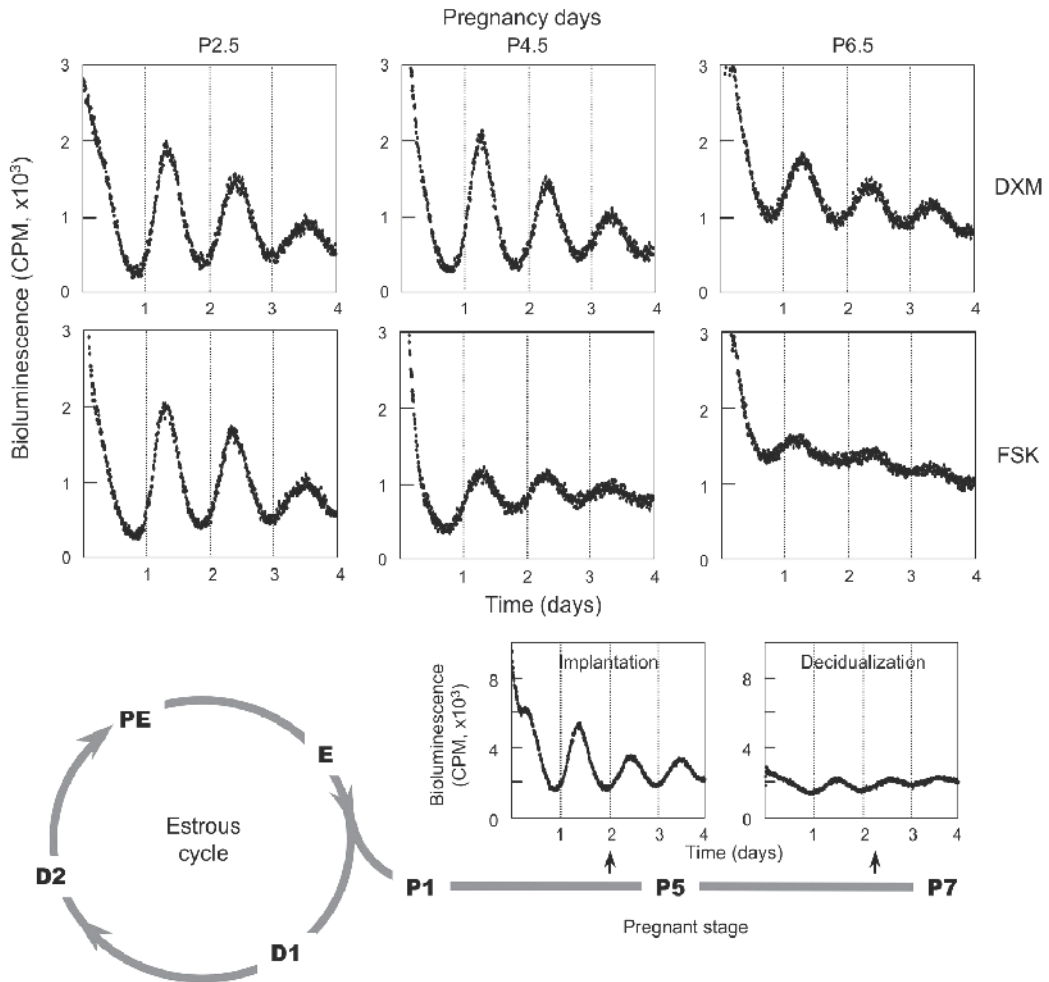 Pregnancy days
P2.5 P4.5 P6.5
3 3 3
2 2 2
1 1 1
0 0 0
1 2 3 4 1 2 3 4 1 2 3 4
DXM
Bioluminescence (CPM, x10³)
3 3 3
2 2 2
1 1 1
0 0 0
1 2 3 4 1 2 3 4 1 2 3 4
FSK
Time (days)
Implantation Decidualization
Bioluminescence
(CPM, x10³)
8 8
4 4
0 0
1 2 3 4 1 2 3 4
Time (days)
PE
E
Estrous
cycle
D2
D1
P1 P5 P7
Pregnant stage